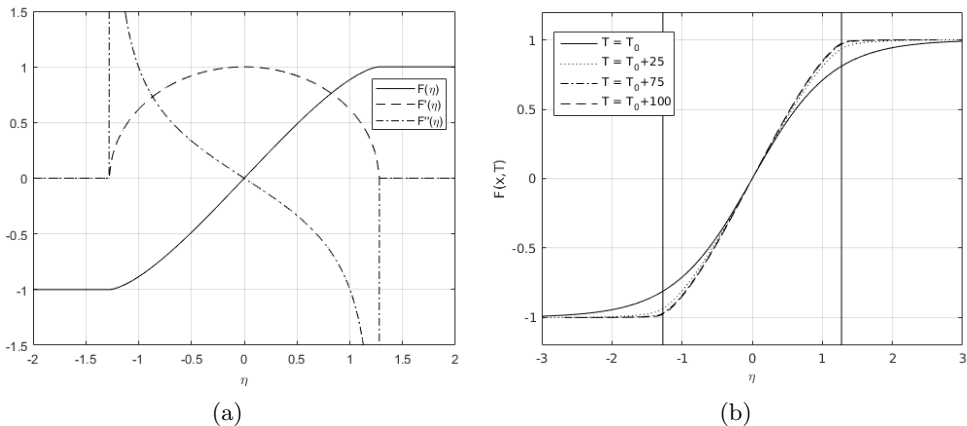 1.5
1
0.5
0
-0.5
-1
-1.5
-2 -1.5 -1 -0.5 0 0.5 1 1.5 2
η
F(η)
F'(η)
F''(η)
(a)
F(x,T)
1
0.5
0
-0.5
-1
-3 -2 -1 0 1 2 3
η
T = T₀
T = T₀+25
T = T₀+75
T = T₀+100
(b)